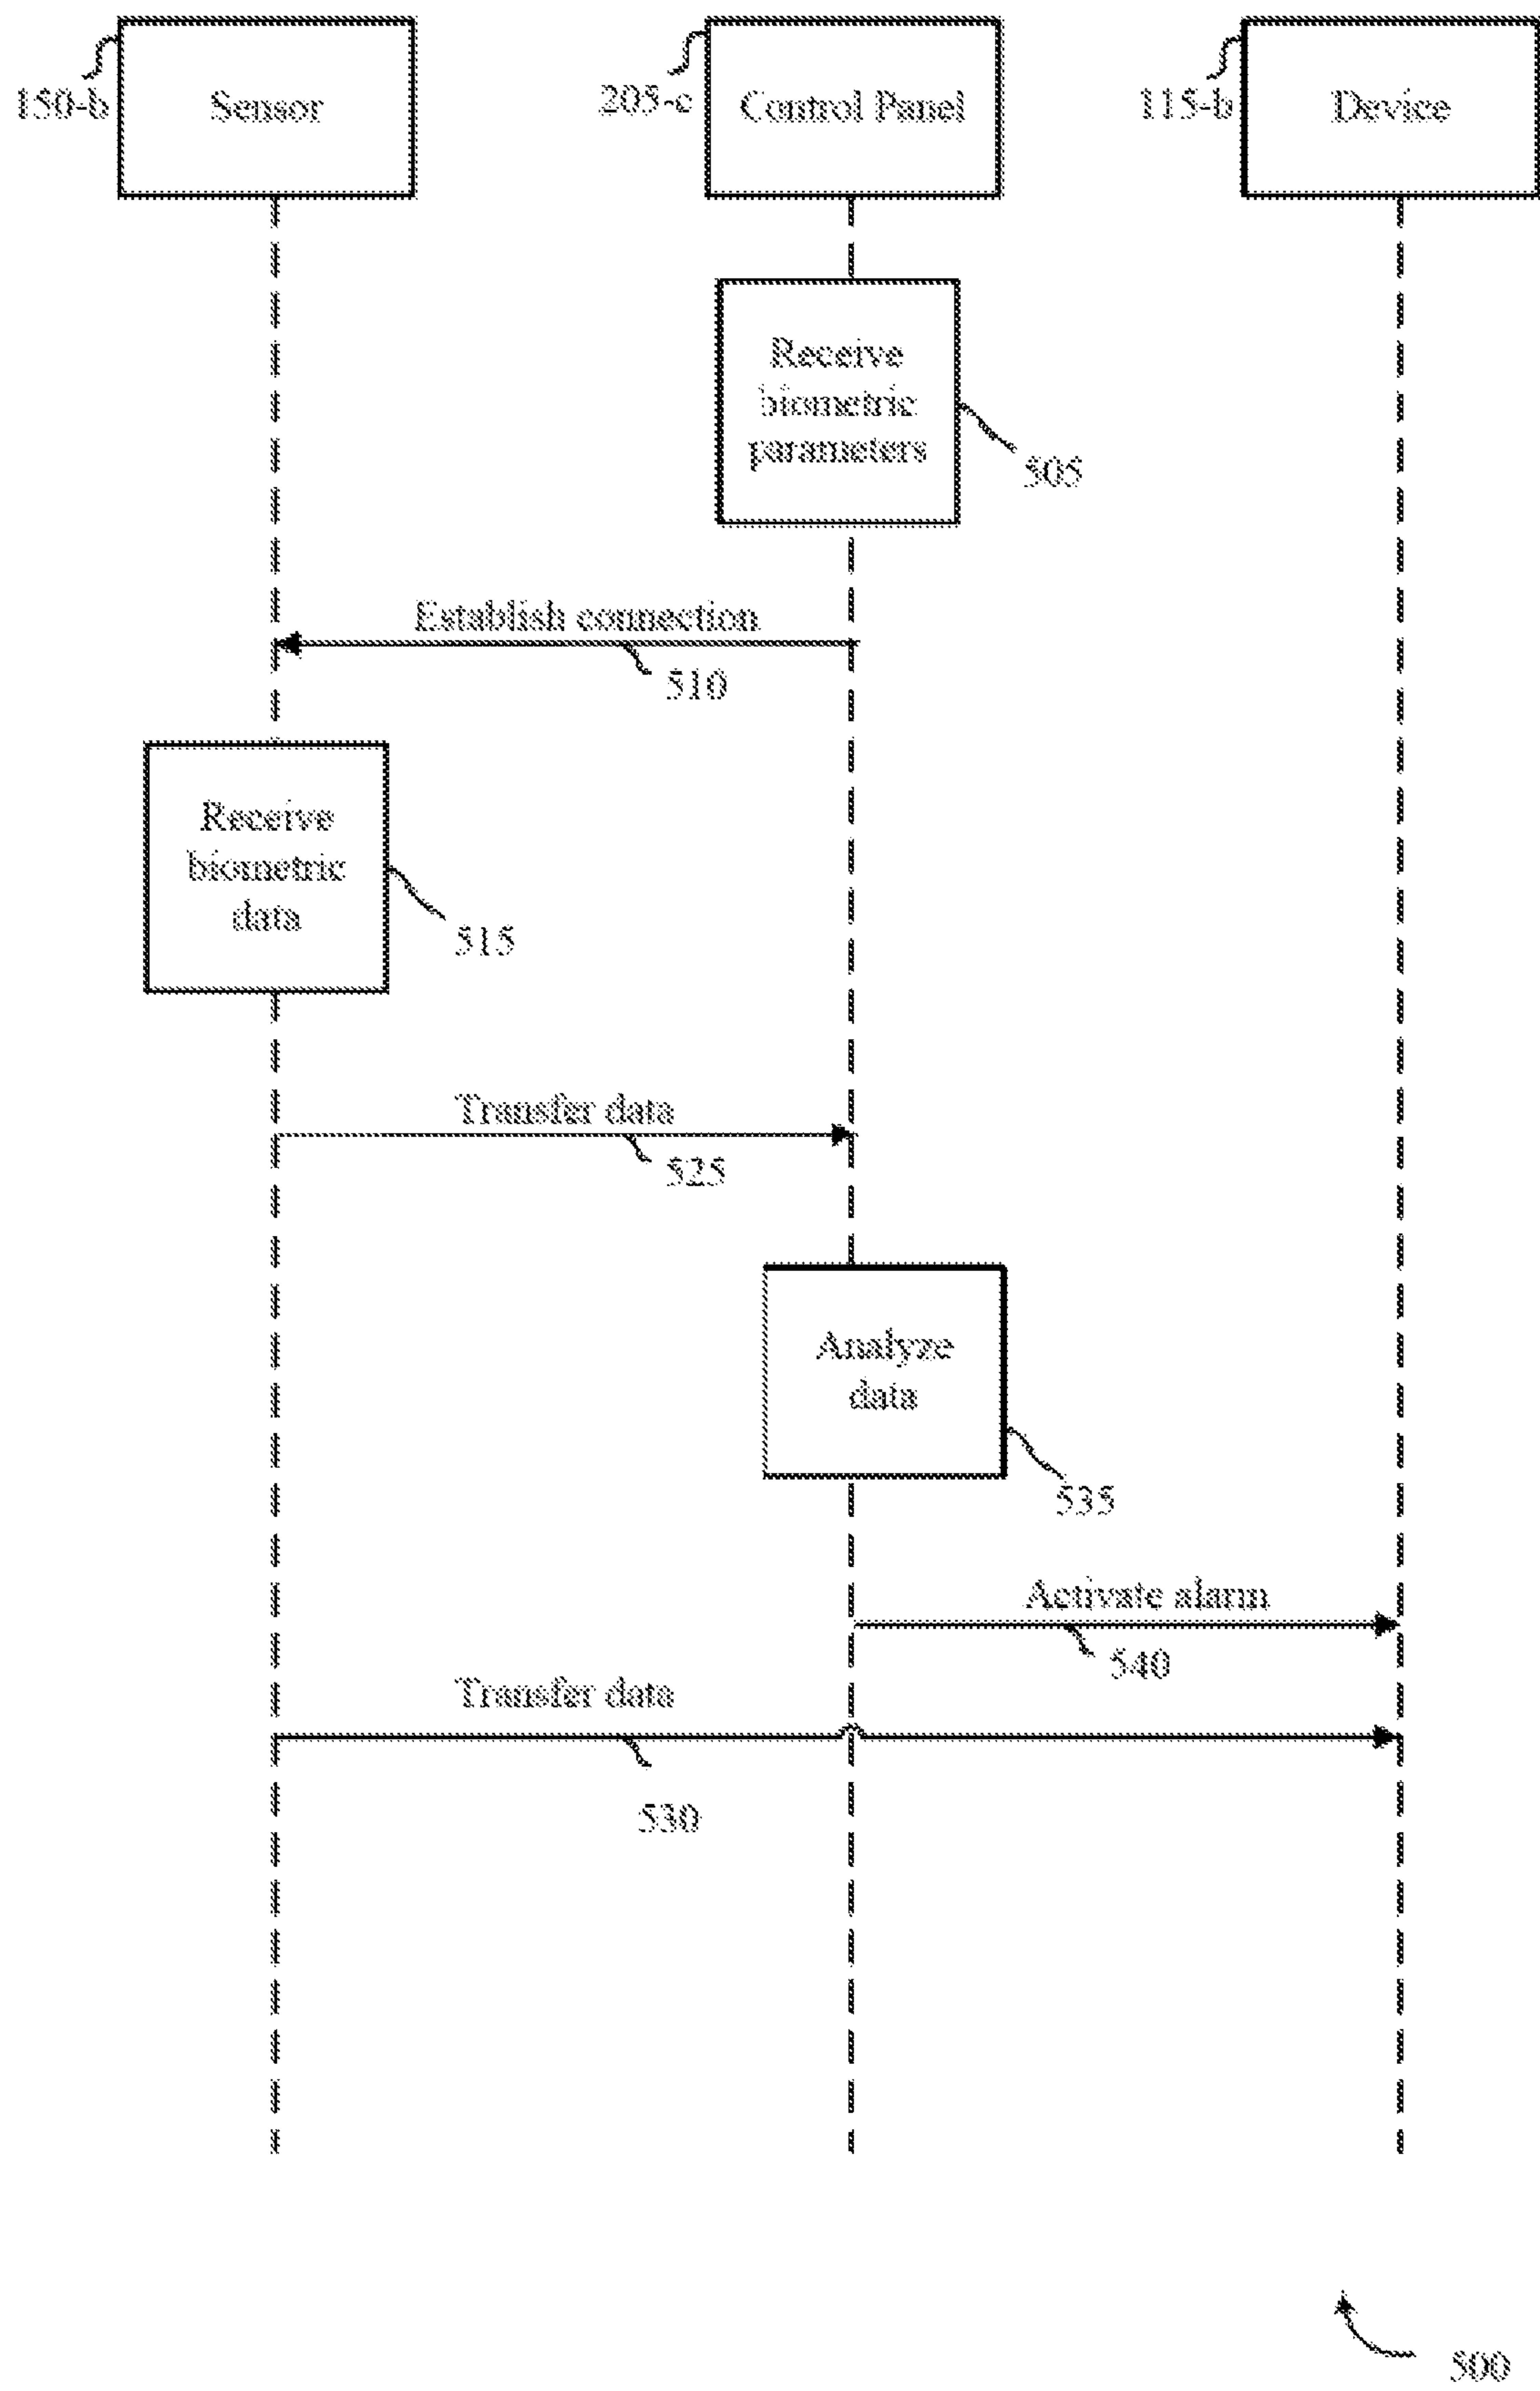 150-b
Sensor
205-c
Control Panel
115-b
Device
Receive
biometric
parameters
505
Establish connection
510
Receive
biometric
data
515
Transfer data
525
Analyze
data
535
Activate alarm
540
Transfer data
530
500